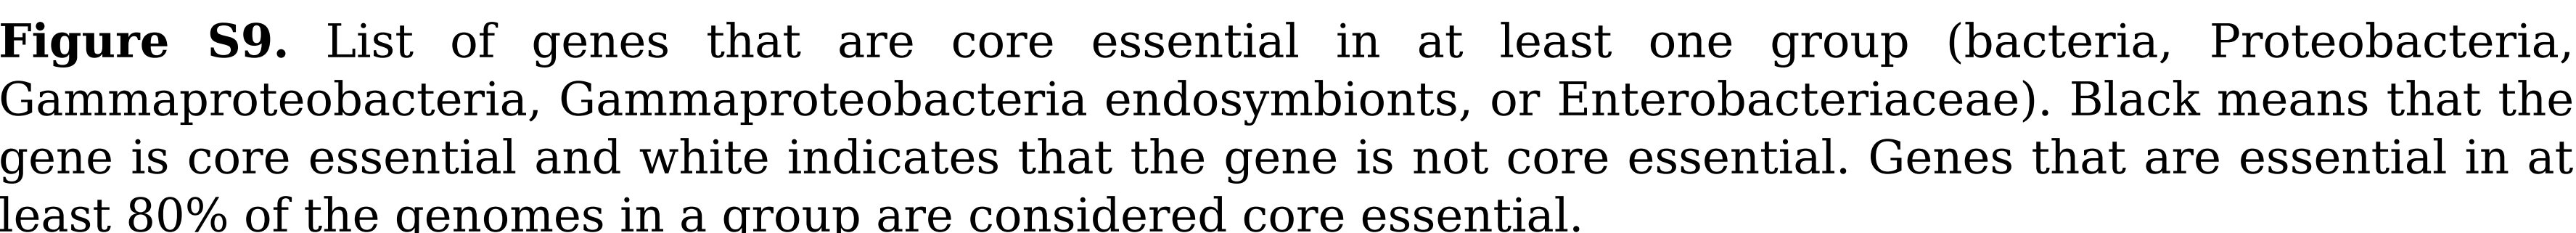 Figure S9. List of genes that are core essential in at least one group (bacteria, Proteobacteria,
Gammaproteobacteria, Gammaproteobacteria endosymbionts, or Enterobacteriaceae). Black means that the
gene is core essential and white indicates that the gene is not core essential. Genes that are essential in at
least 80% of the genomes in a group are considered core essential.